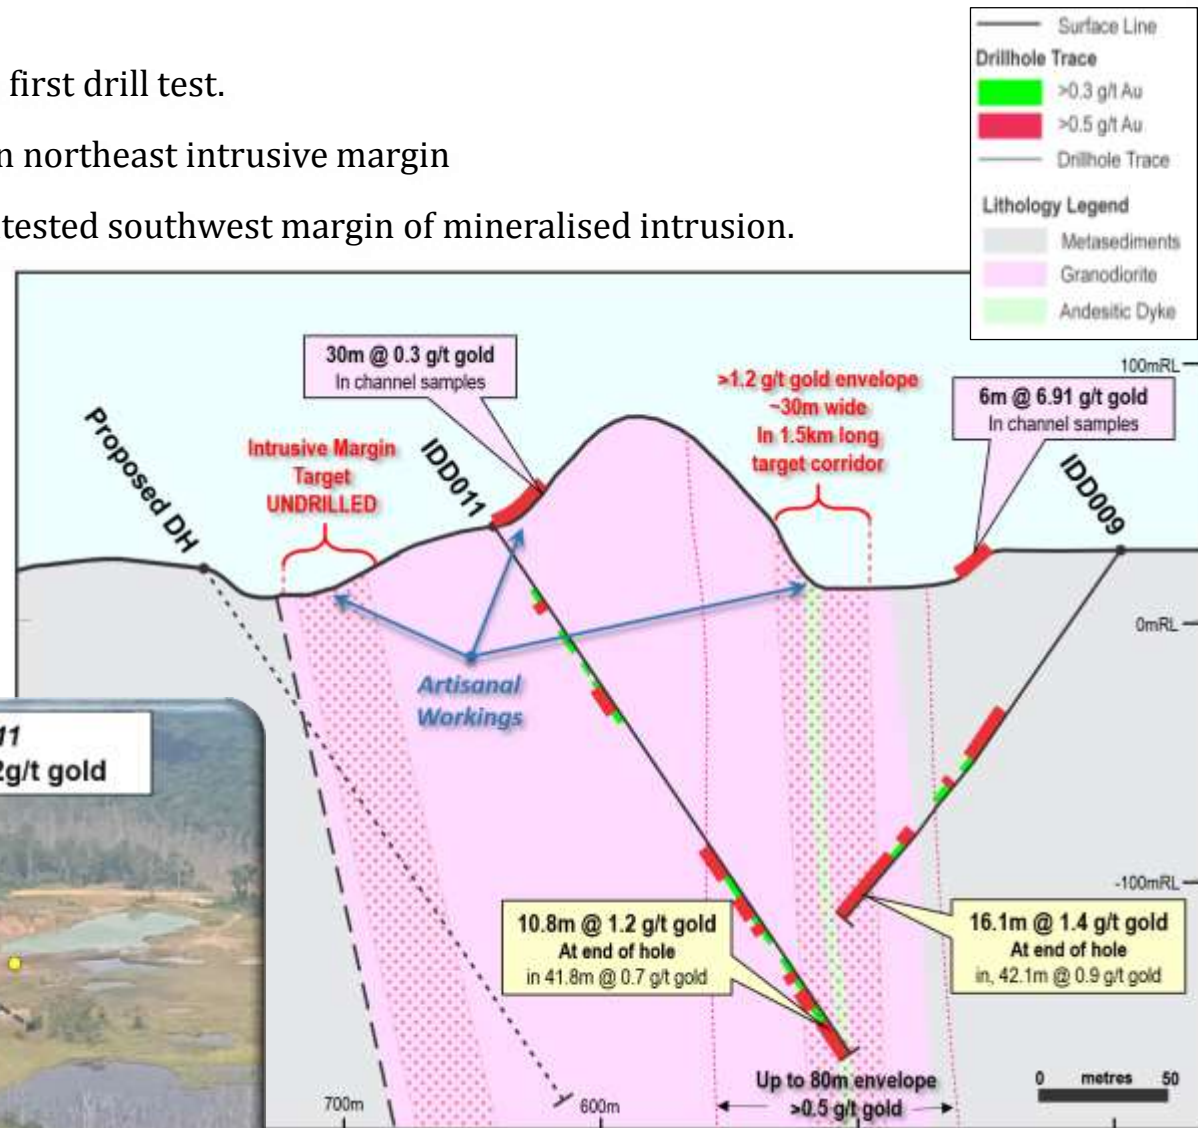 first drill test.
n northeast intrusive margin
tested southwest margin of mineralised intrusion.
Surface Line
Drillhole Trace
>0.3 g/t Au
>0.5 g/t Au
Drillhole Trace
Lithology Legend
Metasediments
Granodiorite
Andesitic Dyke
30m @ 0.3 g/t gold
In channel samples
>1.2 g/t gold envelope
~30m wide
In 1.5km long
target corridor
100mRL
6m @ 6.91 g/t gold
In channel samples
Proposed DH
Intrusive Margin
Target
UNDRILLED
IDD011
IDD009
0mRL
Artisanal
Workings
11
2g/t gold
-100mRL
10.8m @ 1.2 g/t gold
At end of hole
in 41.8m @ 0.7 g/t gold
16.1m @ 1.4 g/t gold
At end of hole
in, 42.1m @ 0.9 g/t gold
Up to 80m envelope
>0.5 g/t gold
0 metres 50
700m
600m